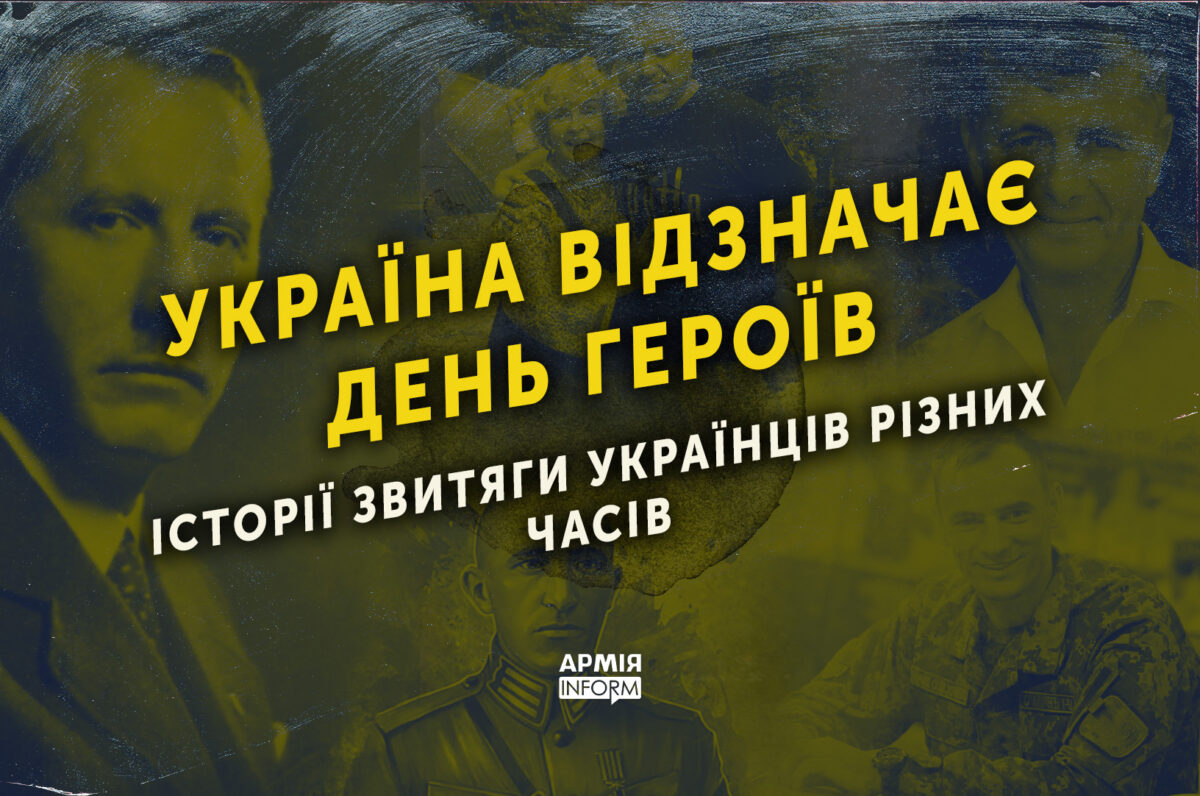 УКРАЇНА ВІДЗНАЧАЄ
ДЕНЬ ГЕРОЇВ
ІСТОРІЇ ЗВИТЯГИ УКРАЇНЦІВ РІЗНИХ
ЧАСІВ
АРМІЯ
INFORM